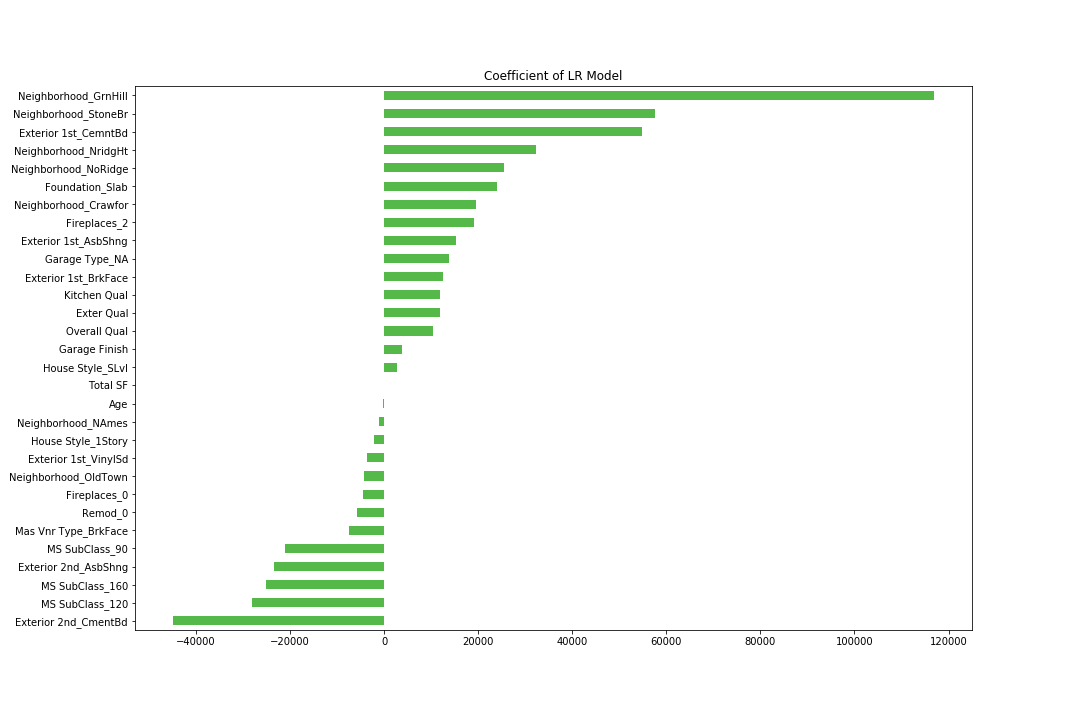 Coefficient of LR Model
Neighborhood_GrnHill
Neighborhood_StoneBr
Exterior 1st_CemntBd
Neighborhood_NridgHt
Neighborhood_NoRidge
Foundation_Slab
Neighborhood_Crawfor
Fireplaces_2
Exterior 1st_AsbShng
Garage Type_NA
Exterior 1st_BrkFace
Kitchen Qual
Exter Qual
Overall Qual
Garage Finish
House Style_SLvl
Total SF
Age
Neighborhood_NAmes
House Style_1Story
Exterior 1st_VinylSd
Neighborhood_OldTown
Fireplaces_0
Remod_0
Mas Vnr Type_BrkFace
MS SubClass_90
Exterior 2nd_AsbShng
MS SubClass_160
MS SubClass_120
Exterior 2nd_CmentBd
−40000 −20000 0 20000 40000 60000 80000 100000 120000